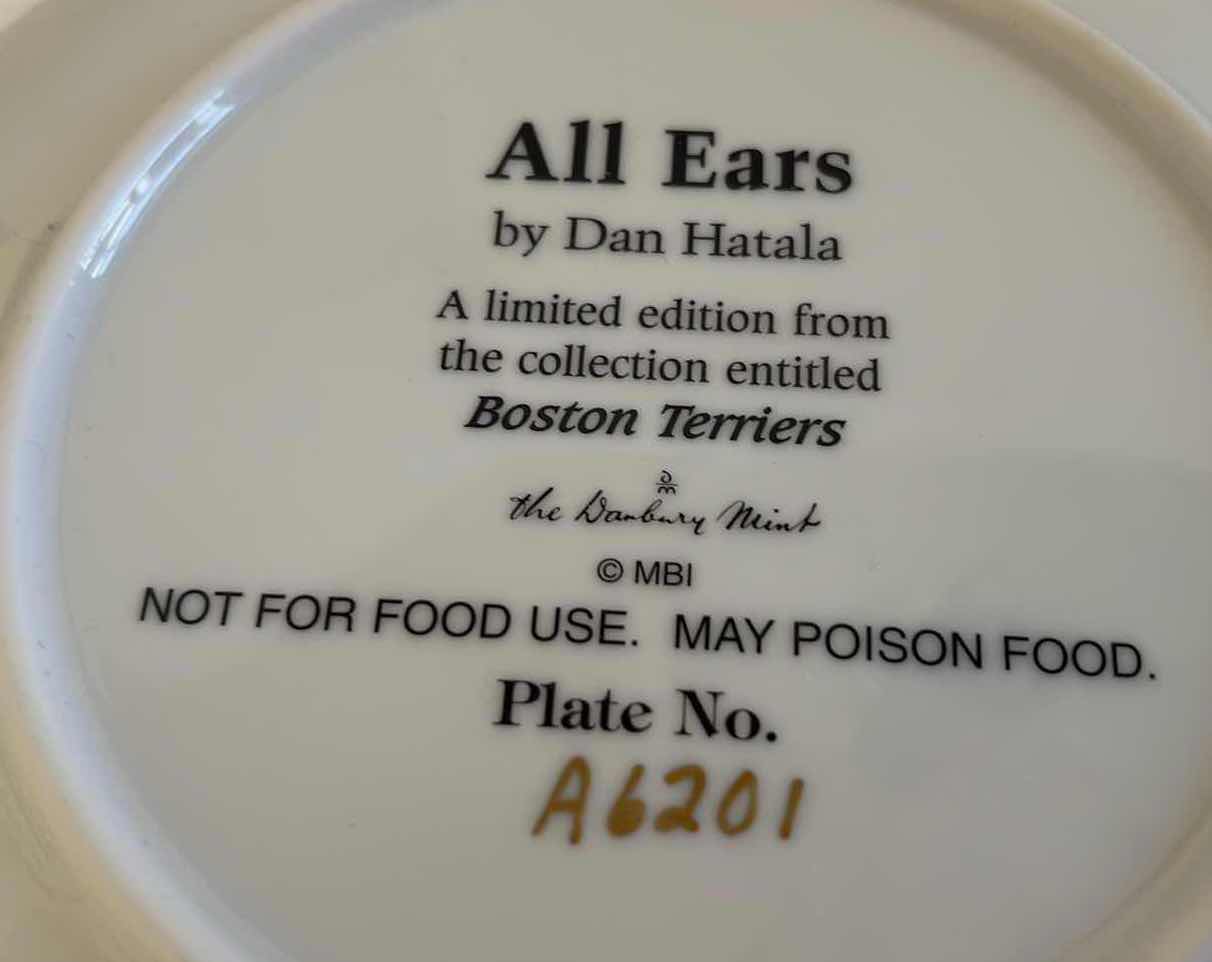 All Ears
by Dan Hatala
A limited edition from
the collection entitled
Boston Terriers
the Danbury Mint
© MBI
NOT FOR FOOD USE. MAY POISON FOOD.
Plate No.
A6201